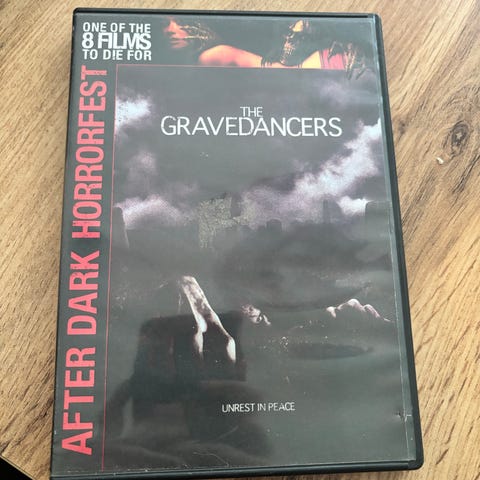 ONE OF THE
8 FILMS
TO DIE FOR
AFTER DARK HORRORFEST
THE
GRAVEDANCERS
UNREST IN PEACE